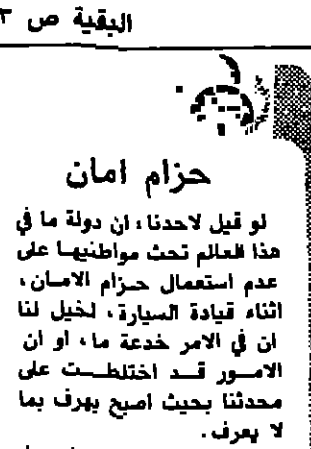 البقية ص ٣
حزام امان
لو قيل لاحدنا، ان دولة ما في
هذا العالم تحث مواطنيها على
عدم استعمال حزام الامان،
اثناء قيادة السيارة، لخيل لنا
ان في الامر خدعة ما، او ان
الامور قد اختلطت على
محدثنا بحيث اصبح يهرف بما
لا يعرف.